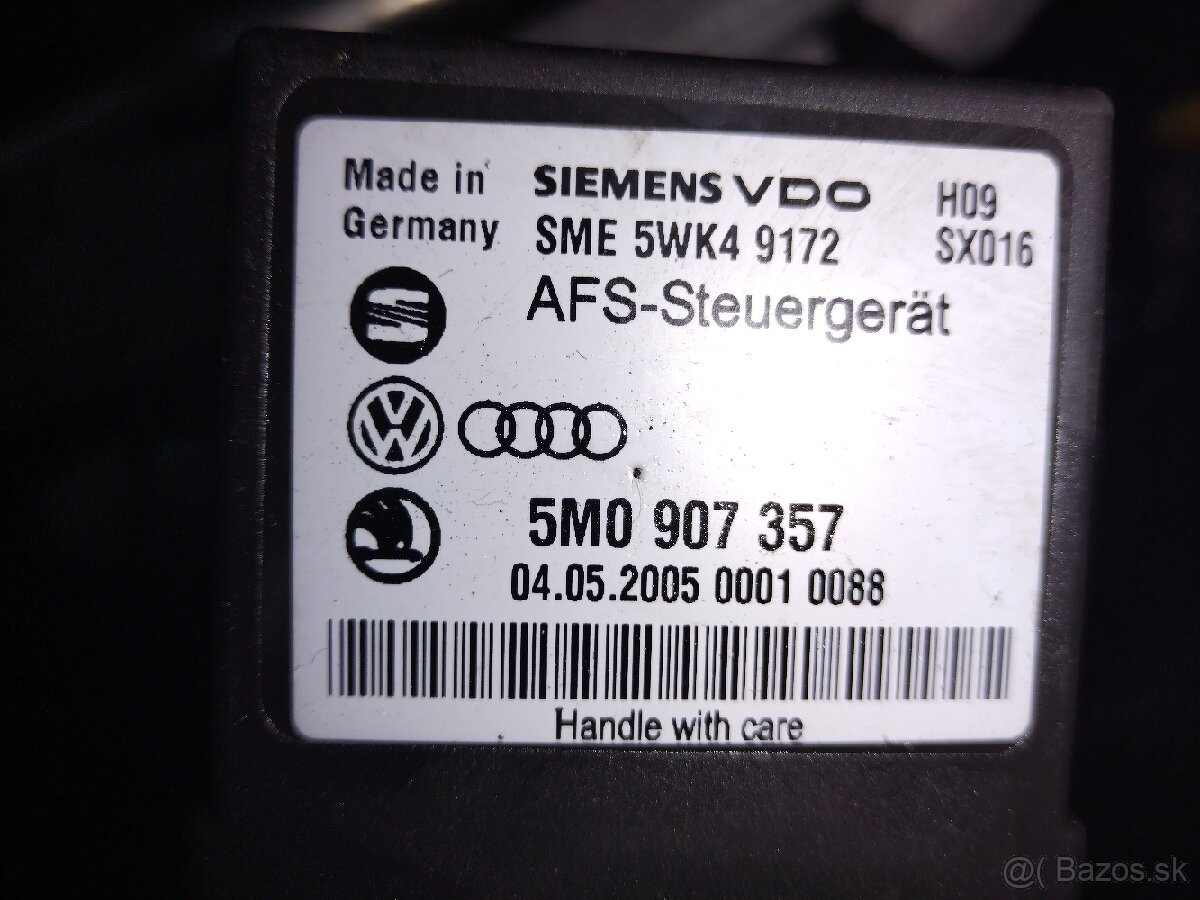 Made in
Germany
SIEMENS VDO
SME 5WK4 9172
H09
SX016
AFS-Steuergerät
5M0 907 357
04.05.2005 0001 0088
Handle with care
@( Bazos.sk